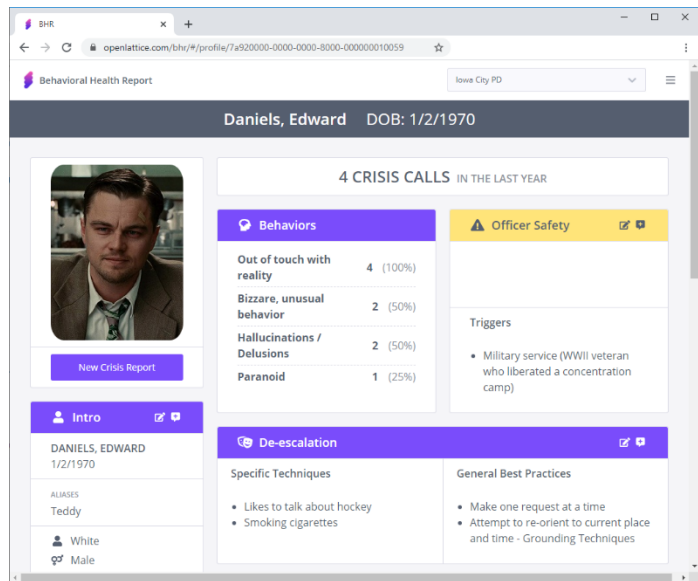 BHR
openlattice.com/bhr/#/profile/7a920000-0000-0000-8000-000000010059
Behavioral Health Report
Iowa City PD
Daniels, Edward DOB: 1/2/1970
4 CRISIS CALLS IN THE LAST YEAR
New Crisis Report
Intro
DANIELS, EDWARD
1/2/1970
ALIASES
Teddy
White
Male
Behaviors
Out of touch with
reality 4 (100%)
Bizzare, unusual
behavior 2 (50%)
Hallucinations /
Delusions 2 (50%)
Paranoid 1 (25%)
Officer Safety
Triggers
Military service (WWII veteran
who liberated a concentration
camp)
De-escalation
Specific Techniques
Likes to talk about hockey
Smoking cigarettes
General Best Practices
Make one request at a time
Attempt to re-orient to current place
and time - Grounding Techniques